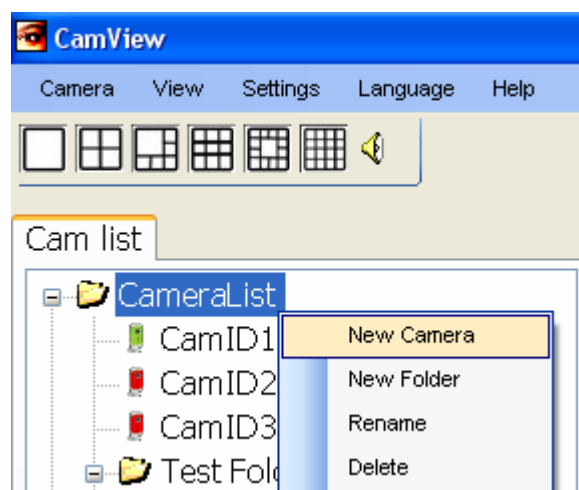 CamView
Camera View Settings Language Help
Cam list
CameraList
CamID1 New Camera
CamID2 New Folder
CamID3 Rename
Test Fol Delete